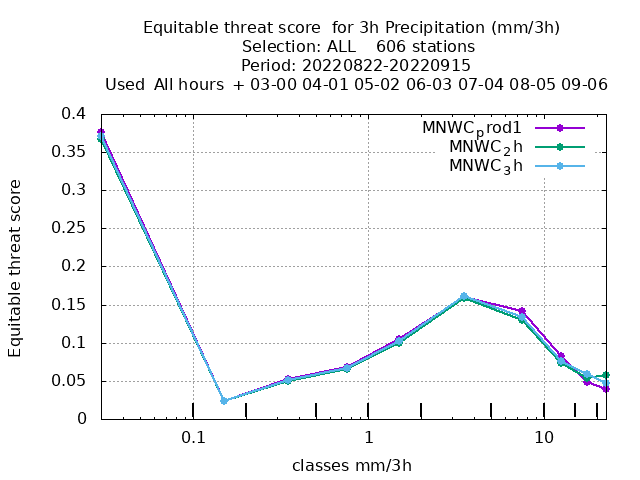 Equitable threat score  for 3h Precipitation (mm/3h)
Selection: ALL    606 stations
Period: 20220822-20220915
Used  All hours  + 03-00 04-01 05-02 06-03 07-04 08-05 09-06
0.4
0.35
0.3
0.25
0.2
0.15
0.1
0.05
0
Equitable threat score
MNWCprod1
MNWC2h
MNWC3h
0.1
1
10
classes mm/3h